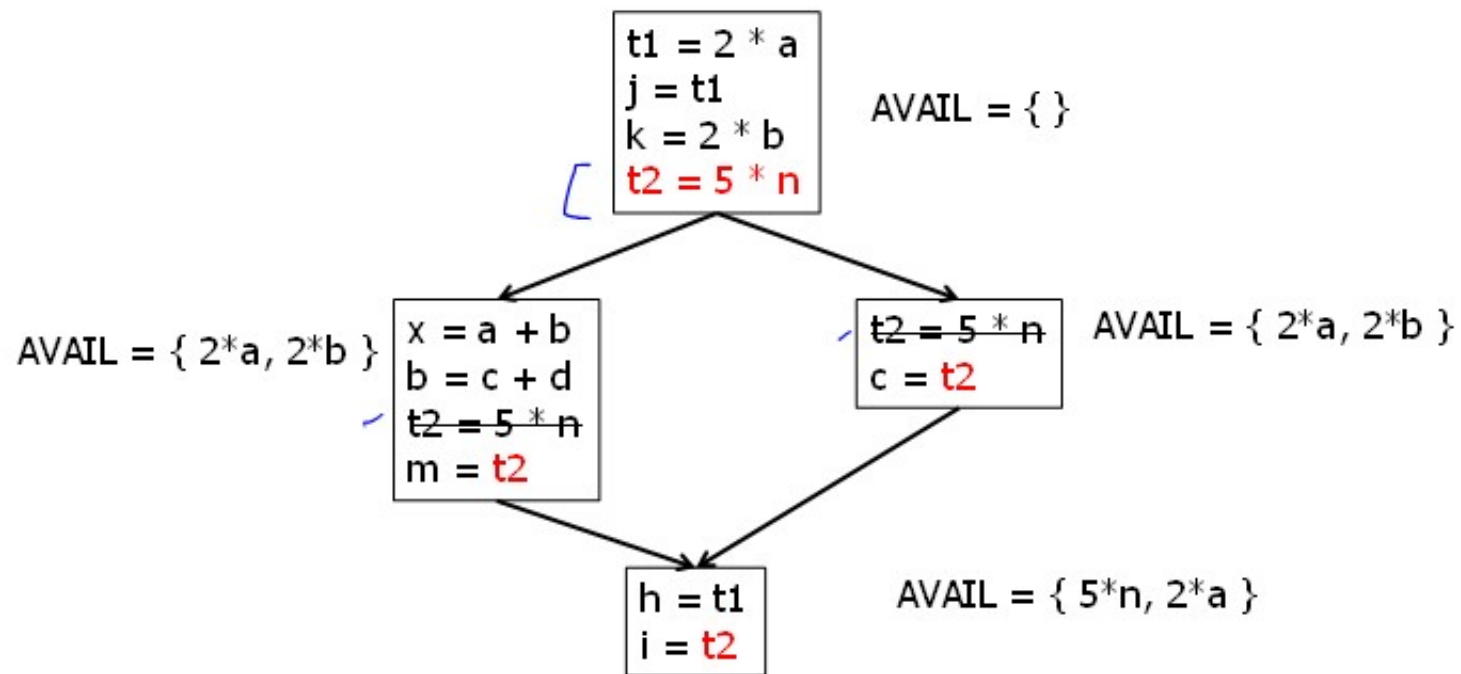 t1 = 2 * a
j = t1
k = 2 * b
t2 = 5 * n
AVAIL = { }
AVAIL = { 2*a, 2*b }
x = a + b
b = c + d
t2 = 5 * n
m = t2
t2 = 5 * n
c = t2
AVAIL = { 2*a, 2*b }
h = t1
i = t2
AVAIL = { 5*n, 2*a }